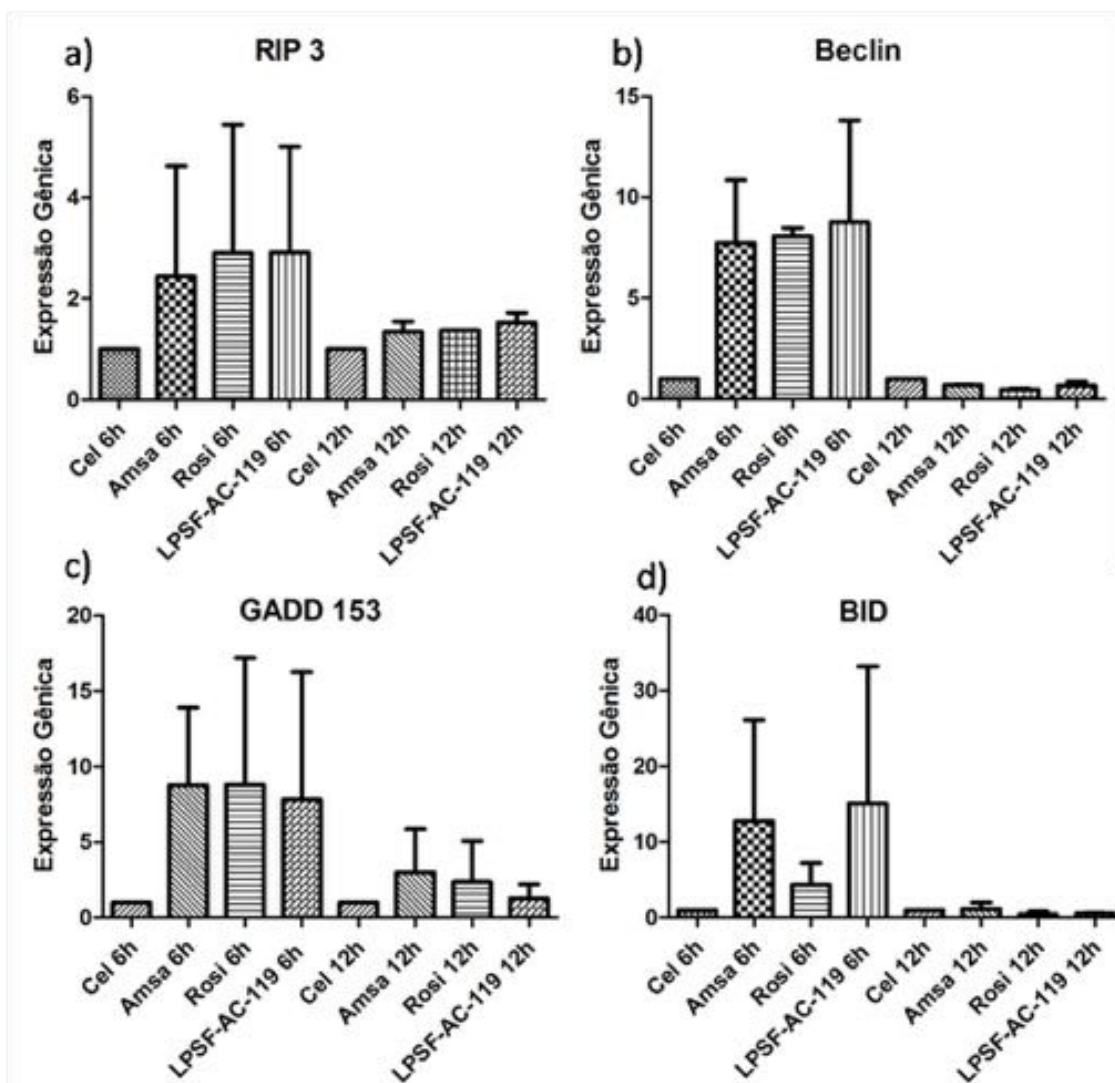 a)
RIP 3
Expressão Gênica
6
4
2
0
Cel 6h
Amsa 6h
Rosi 6h
LPSF-AC-119 6h
Cel 12h
Amsa 12h
Rosi 12h
LPSF-AC-119 12h
b)
Beclin
Expressão Gênica
15
10
5
0
Cel 6h
Amsa 6h
Rosi 6h
LPSF-AC-119 6h
Cel 12h
Amsa 12h
Rosi 12h
LPSF-AC-119 12h
c)
GADD 153
Expressão Gênica
20
15
10
5
0
Cel 6h
Amsa 6h
Rosi 6h
LPSF-AC-119 6h
Cel 12h
Amsa 12h
Rosi 12h
LPSF-AC-119 12h
d)
BID
Expressão Gênica
40
30
20
10
0
Cel 6h
Amsa 6h
Rosi 6h
LPSF-AC-119 6h
Cel 12h
Amsa 12h
Rosi 12h
LPSF-AC-119 12h